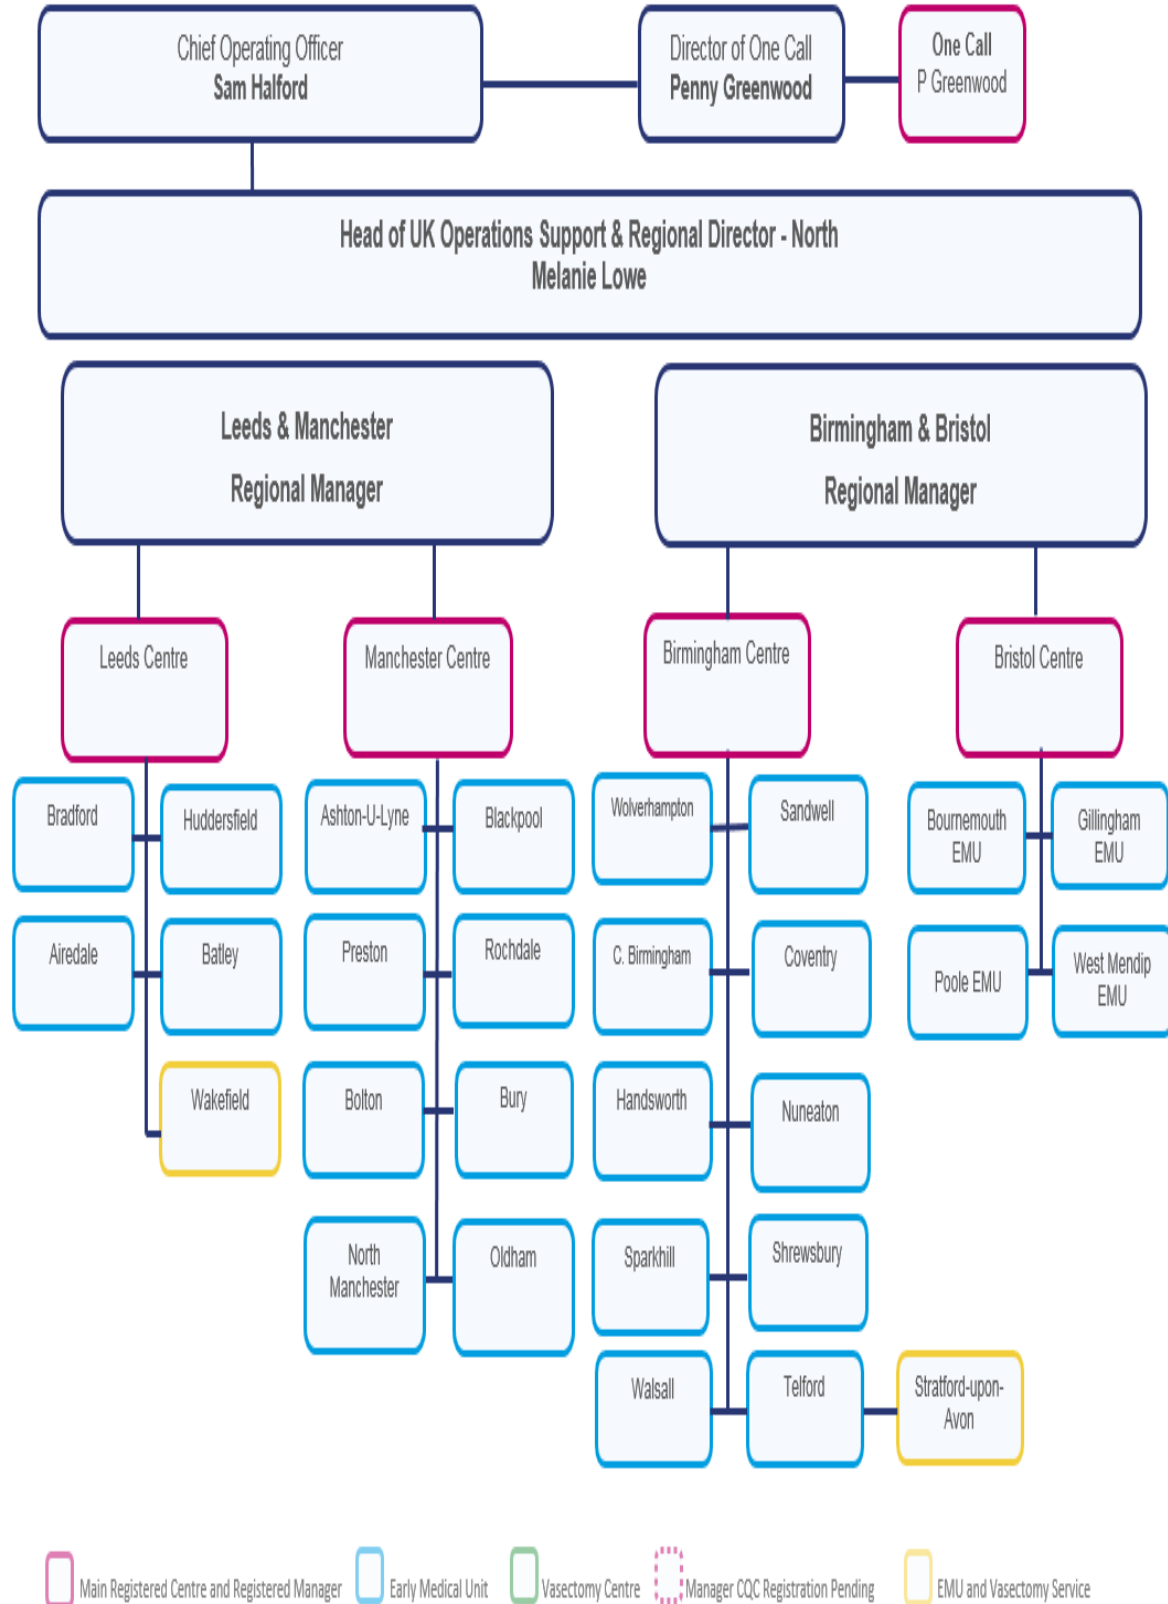 Chief Operating Officer
Sam Halford
Director of One Call
Penny Greenwood
One Call
P Greenwood
Head of UK Operations Support & Regional Director - North
Melanie Lowe
Leeds & Manchester
Regional Manager
Birmingham & Bristol
Regional Manager
Leeds Centre
Manchester Centre
Birmingham Centre
Bristol Centre
Bradford
Huddersfield
Airedale
Batley
Wakefield
Ashton-U-Lyne
Blackpool
Preston
Rochdale
Bolton
Bury
North
Manchester
Oldham
Wolverhampton
Sandwell
C. Birmingham
Coventry
Handsworth
Nuneaton
Sparkhill
Shrewsbury
Walsall
Telford
Stratford-upon-
Avon
Bournemouth
EMU
Gillingham
EMU
Poole EMU
West Mendip
EMU
Main Registered Centre and Registered Manager
Early Medical Unit
Vasectomy Centre
Manager CQC Registration Pending
EMU and Vasectomy Service